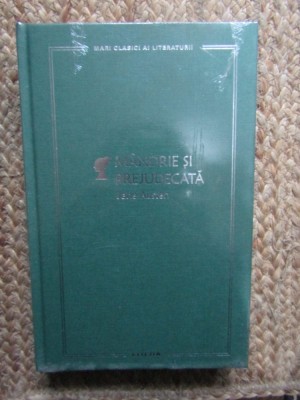 MARI CLASICI AI LITERATURII
MÂNDRIE ȘI
PREJUDECATĂ
Jane Austen